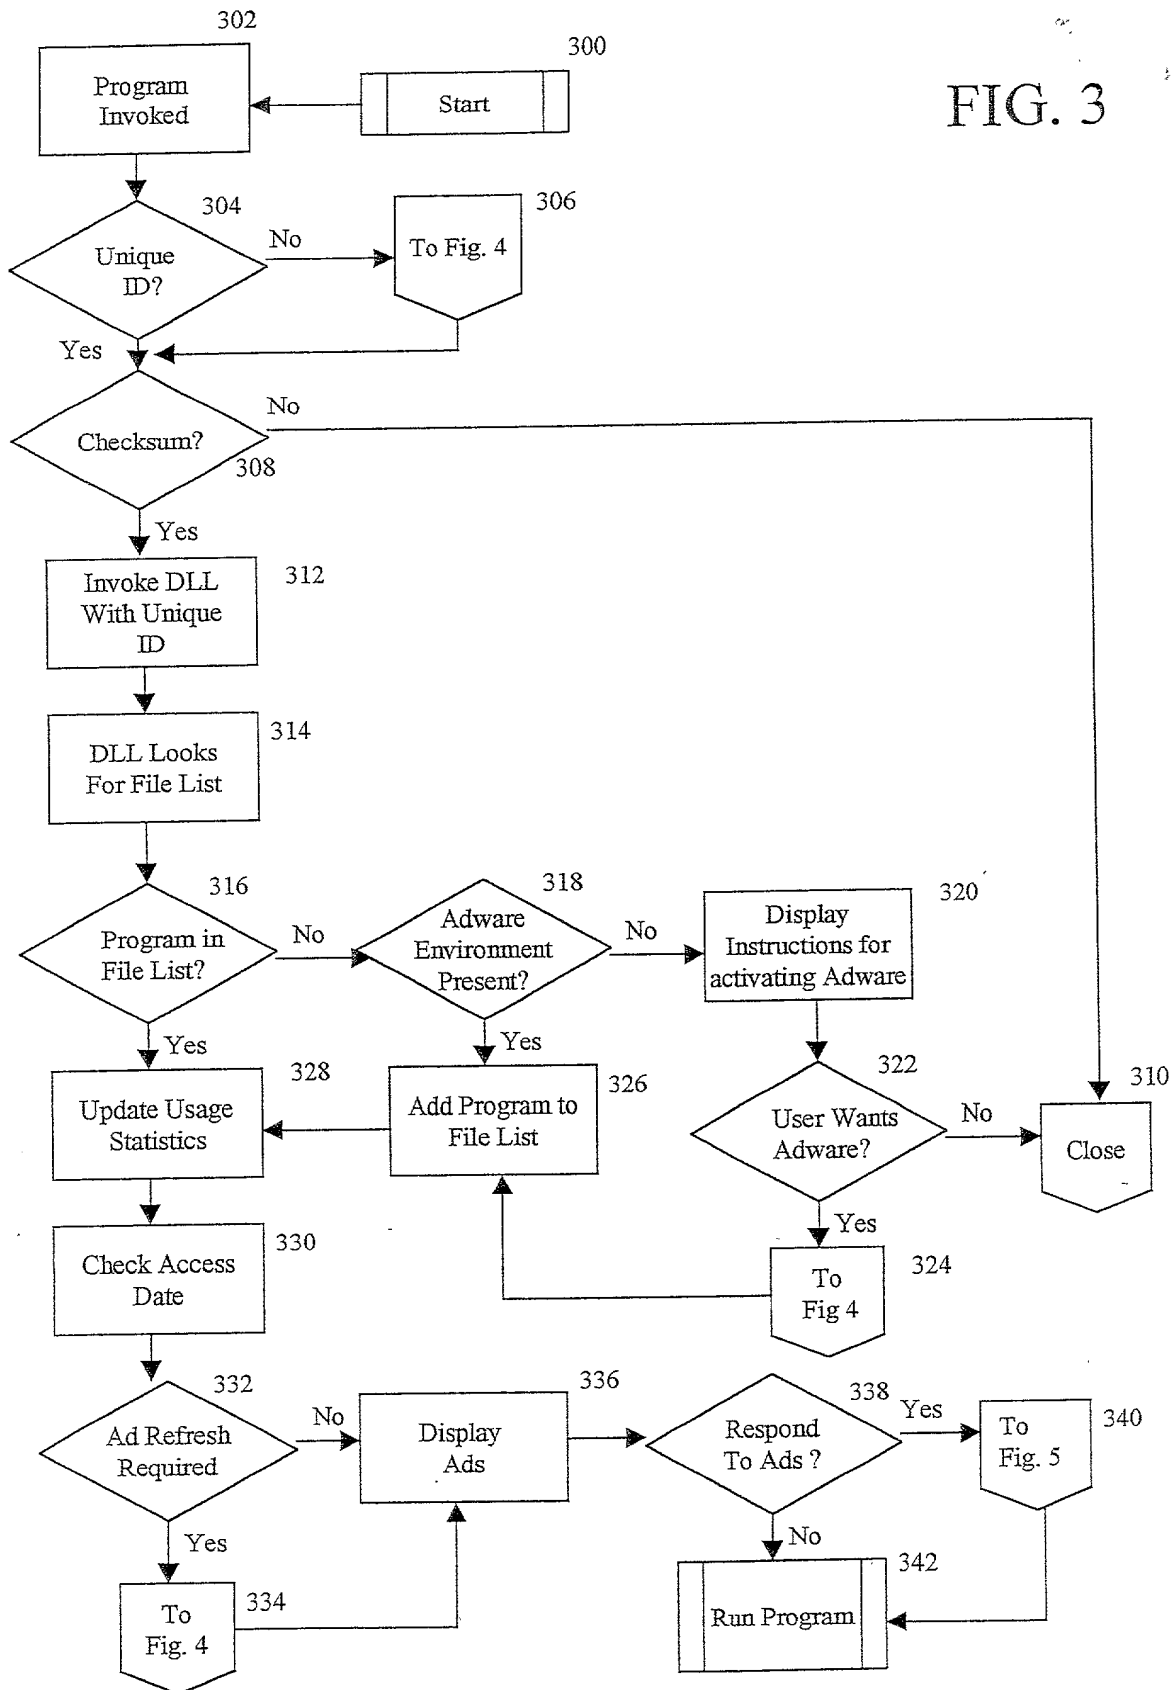 302
300
FIG. 3
Program
Invoked
Start
304
306
Unique
ID?
No
To Fig. 4
Yes
No
Checksum?
308
Yes
Invoke DLL
With Unique
ID
312
DLL Looks
For File List
314
316
318
320
Program in
File List?
No
Adware
Environment
Present?
No
Display
Instructions for
activating Adware
Yes
Yes
328
326
322
310
Update Usage
Statistics
Add Program to
File List
User Wants
Adware?
No
Close
Yes
330
Check Access
Date
To
Fig 4
324
332
336
338
340
Ad Refresh
Required
No
Display
Ads
Respond
To Ads ?
Yes
To
Fig. 5
Yes
No
334
342
To
Fig. 4
Run Program